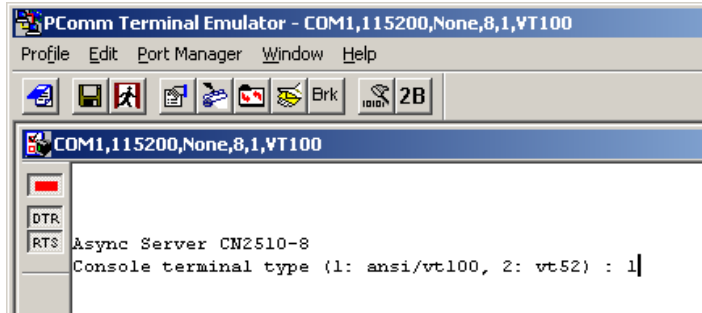 PComm Terminal Emulator - COM1,115200,None,8,1,VT100
Profile Edit Port Manager Window Help
Brk 2B
COM1,115200,None,8,1,VT100
DTR
RTS
Async Server CN2510-8
Console terminal type (1: ansi/vt100, 2: vt52) : 1